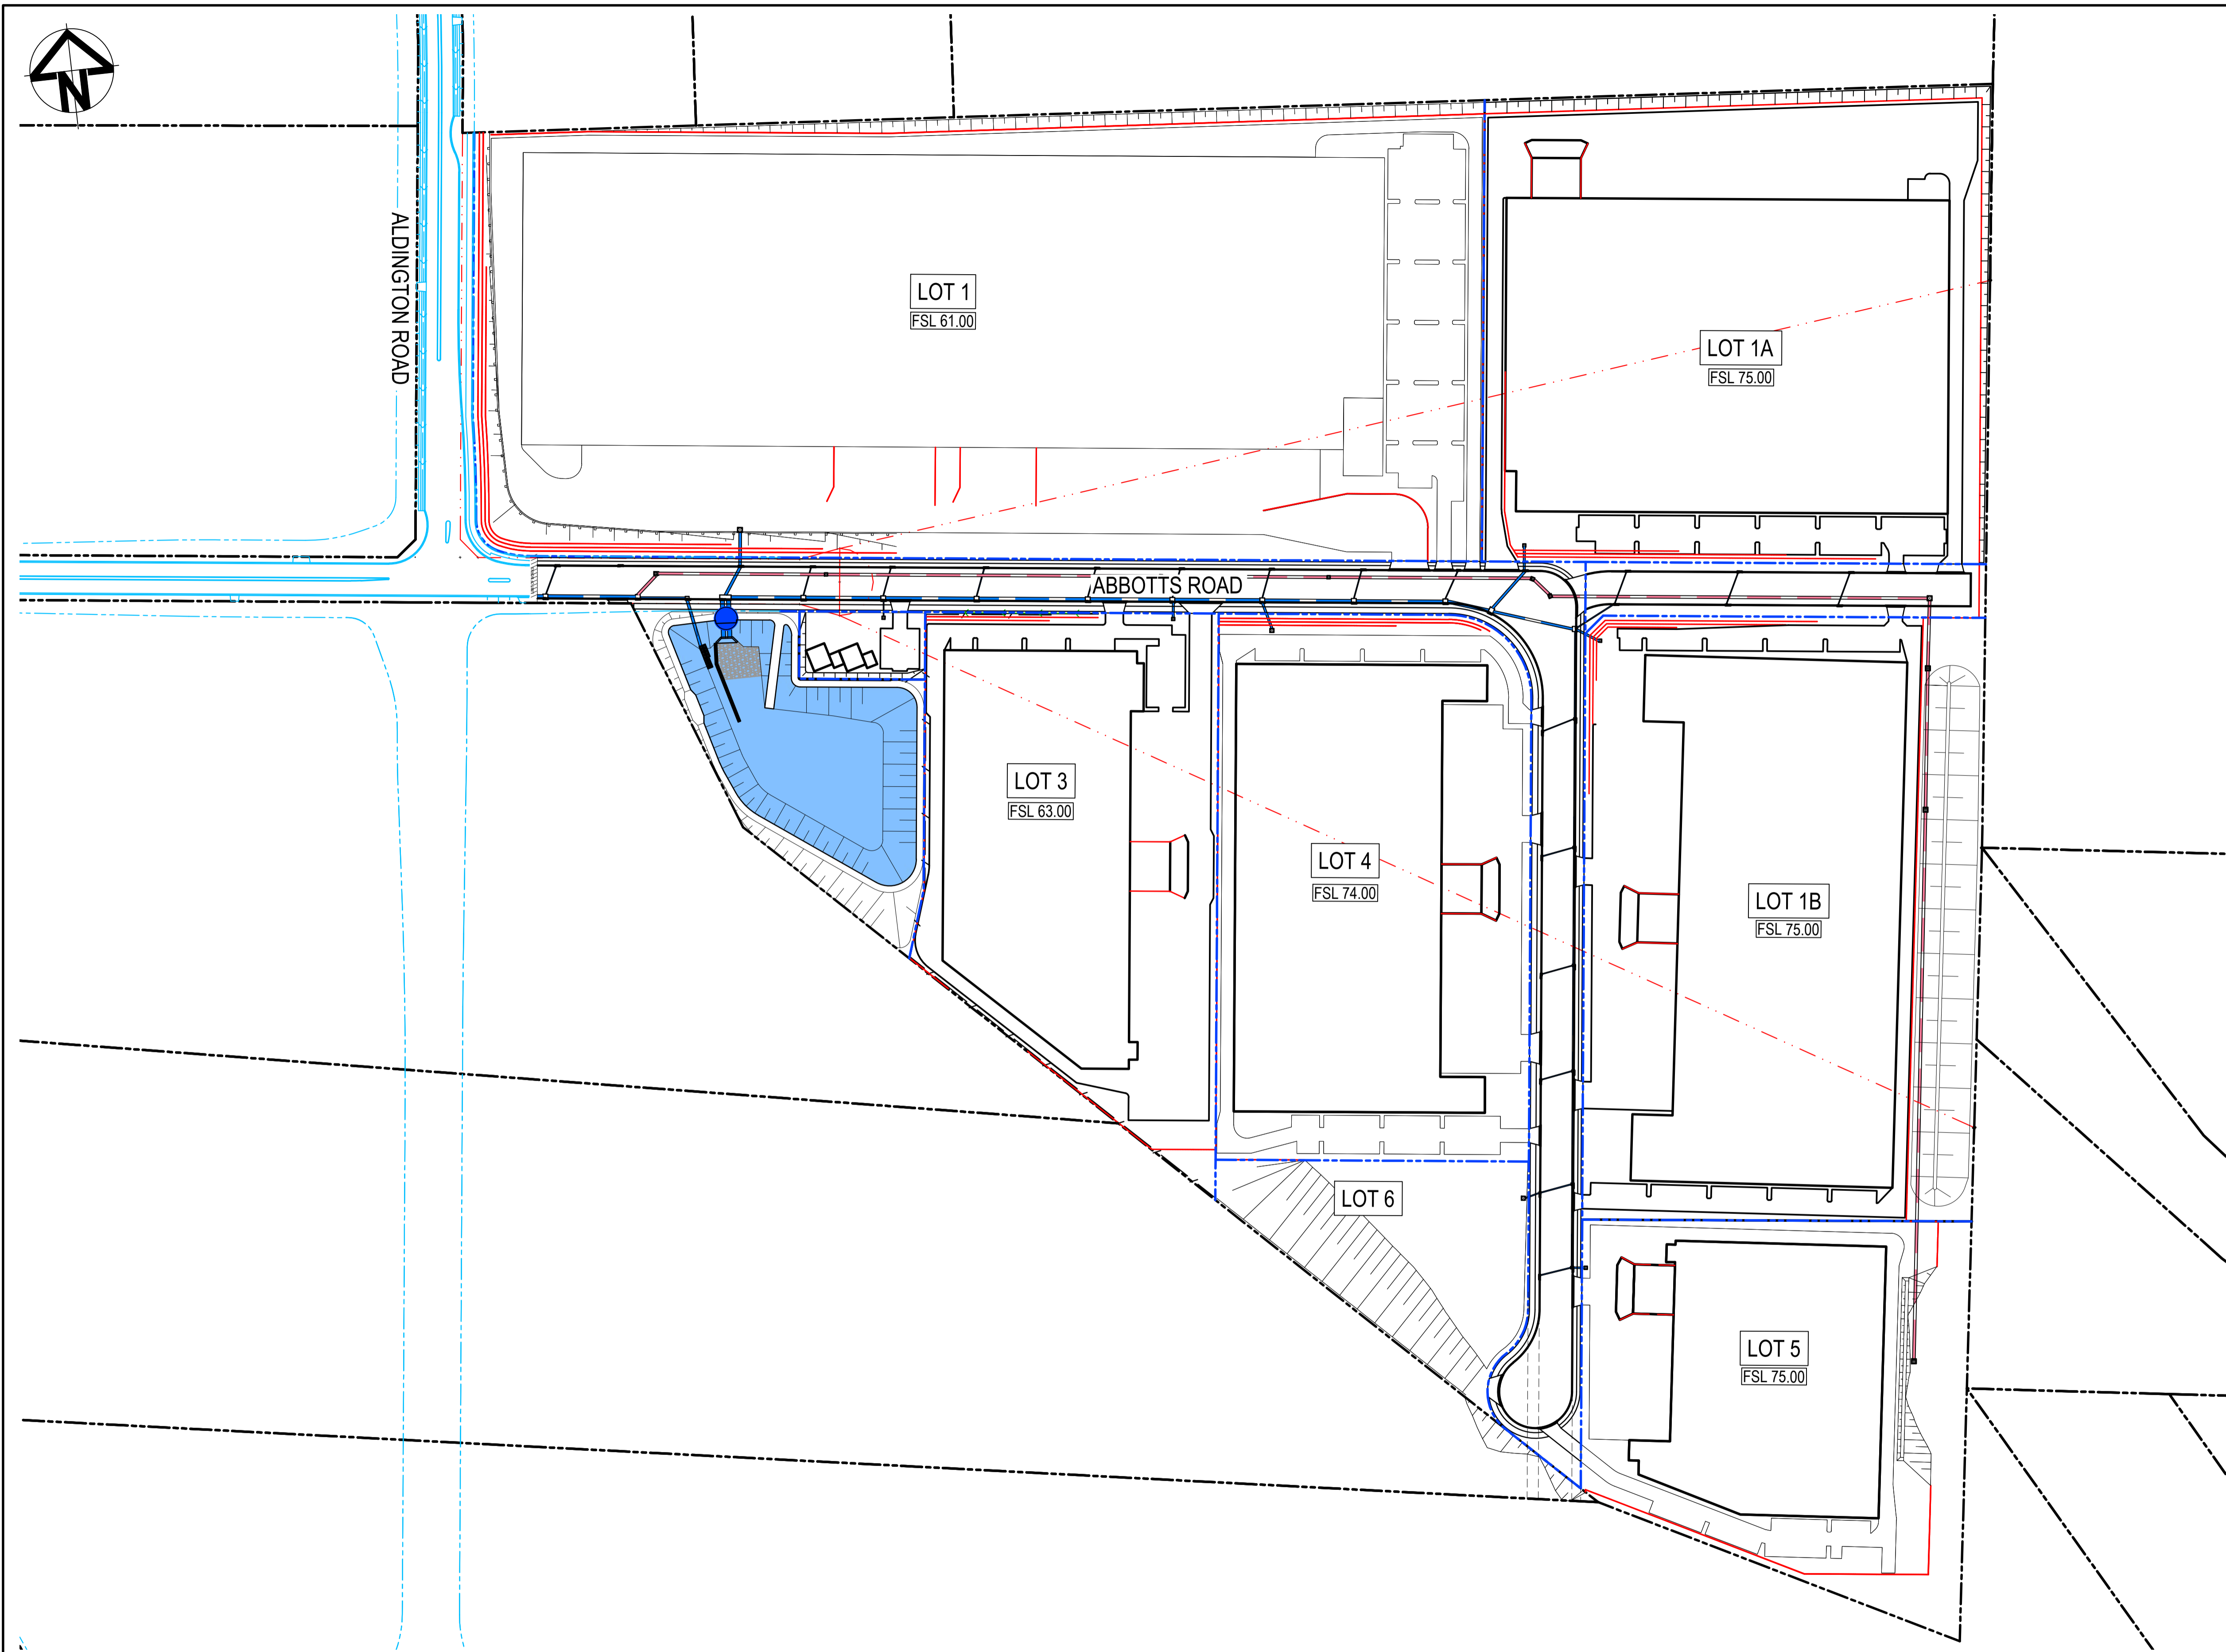 N
ALDINGTON ROAD
LOT 1
FSL 61.00
LOT 1A
FSL 75.00
ABBOTTS ROAD
LOT 3
FSL 63.00
LOT 4
FSL 74.00
LOT 1B
FSL 75.00
LOT 6
LOT 5
FSL 75.00